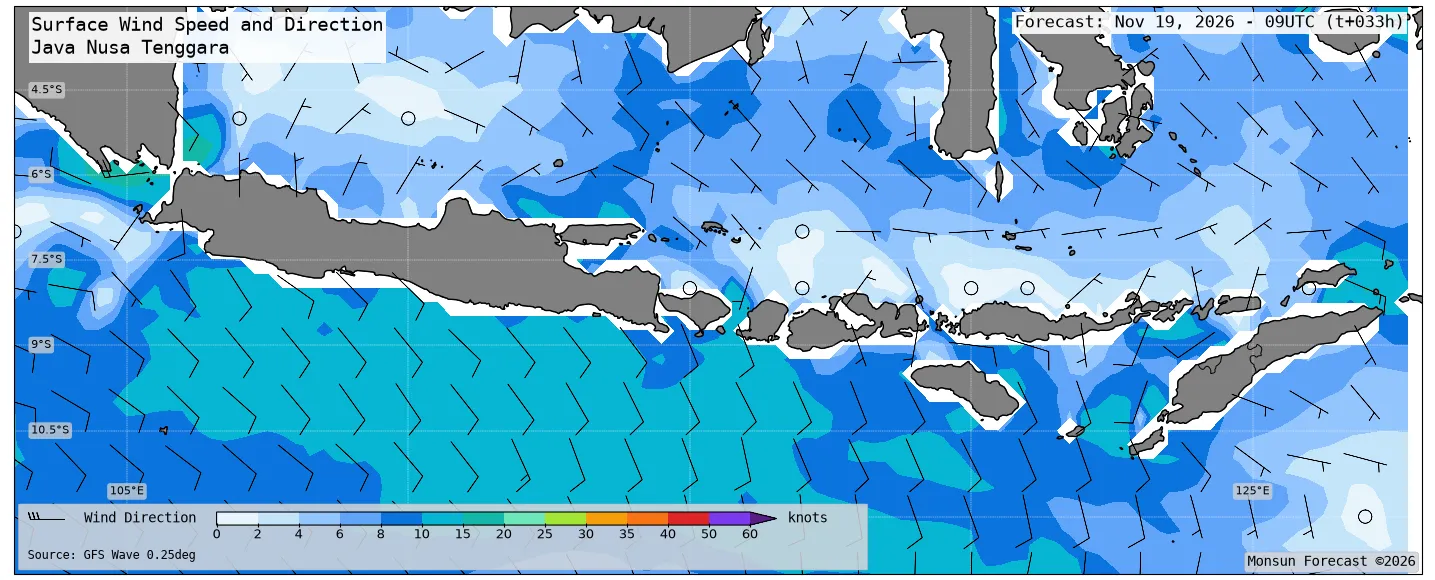 Surface Wind Speed and Direction
Java Nusa Tenggara
Forecast: Nov 19, 2026 - 09UTC (t+033h)
4.5°S
6°S
7.5°S
9°S
10.5°S
105°E
125°E
Wind Direction
0 2 4 6 8 10 15 20 25 30 35 40 50 60
knots
Source: GFS Wave 0.25deg
Monsun Forecast ©2026